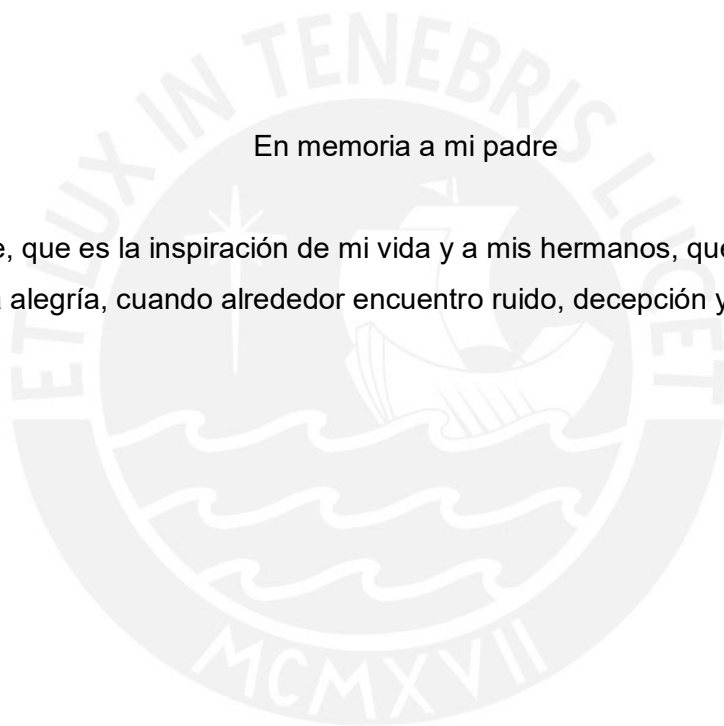 ET LUX IN TENEBRIS LUCET
En memoria a mi padre
, que es la inspiración de mi vida y a mis hermanos, que
alegría, cuando alrededor encuentro ruido, decepción y
MCMXVII